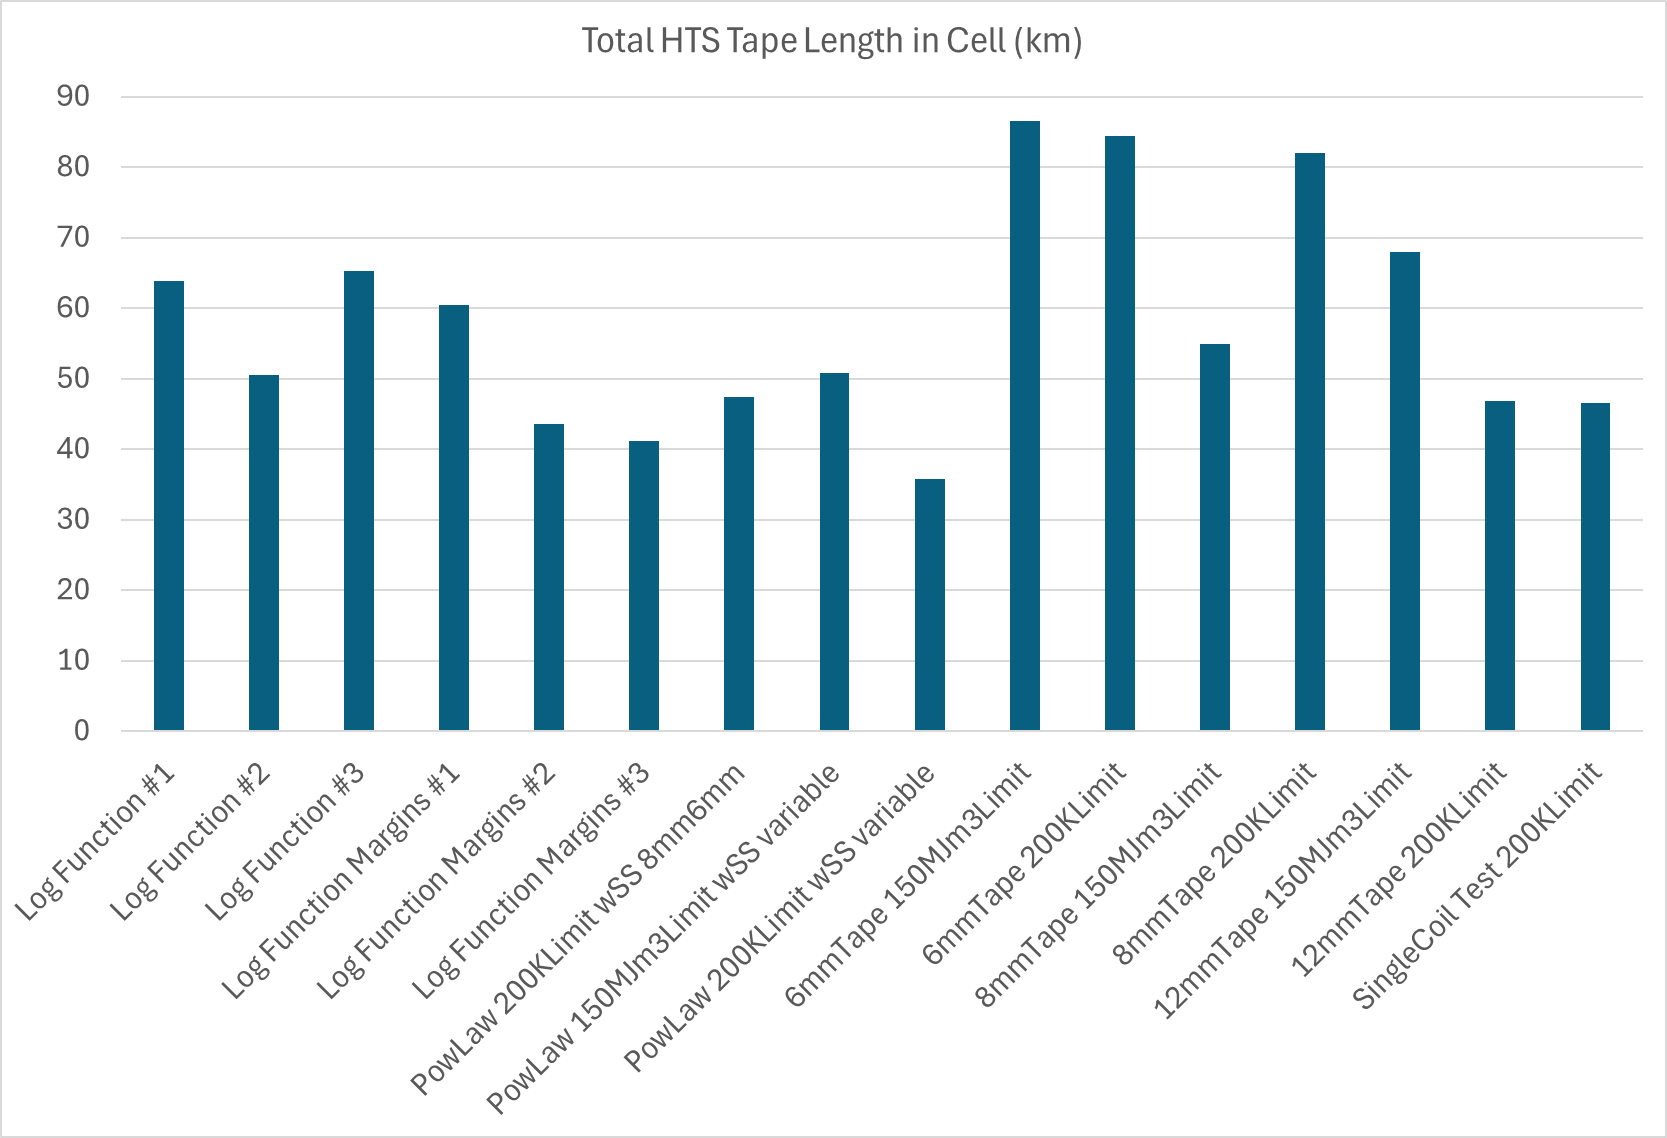 Total HTS Tape Length in Cell (km)
90
80
70
60
50
40
30
20
10
0
Log Function #1
Log Function #2
Log Function #3
Log Function Margins #1
Log Function Margins #2
Log Function Margins #3
PowLaw 200KLimit wSS 8mm6mm
PowLaw 150MJm3Limit wSS variable
PowLaw 200KLimit wSS variable
6mmTape 150MJm3Limit
6mmTape 200KLimit
8mmTape 150MJm3Limit
8mmTape 200KLimit
12mmTape 150MJm3Limit
12mmTape 200KLimit
SingleCoil Test 200KLimit